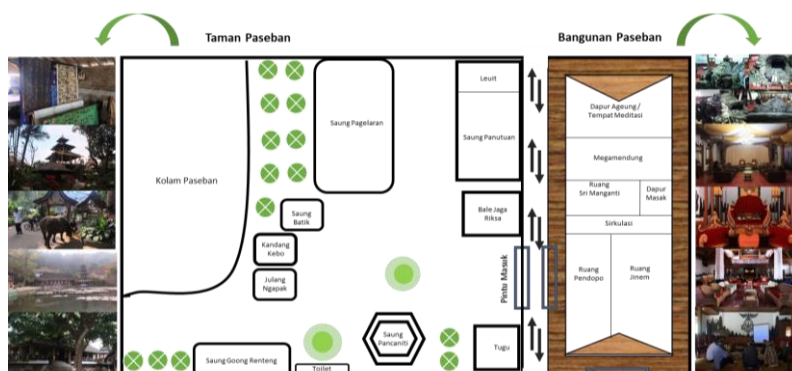 Taman Paseban
Bangunan Paseban
Leuit
Saung Pagelaran
Saung Panutuan
Kolam Paseban
Saung
Batik
Kandang
Kebo
Julang
Ngapak
Bale Jaga
Riksa
Pintu Masuk
Saung
Pancaniti
Saung Goong Renteng
Toilet
Tugu
Dapur Ageung /
Tempat Meditasi
Megamendung
Ruang
Sri Manganti
Dapur
Masak
Sirkulasi
Ruang
Pendopo
Ruang
Jinem